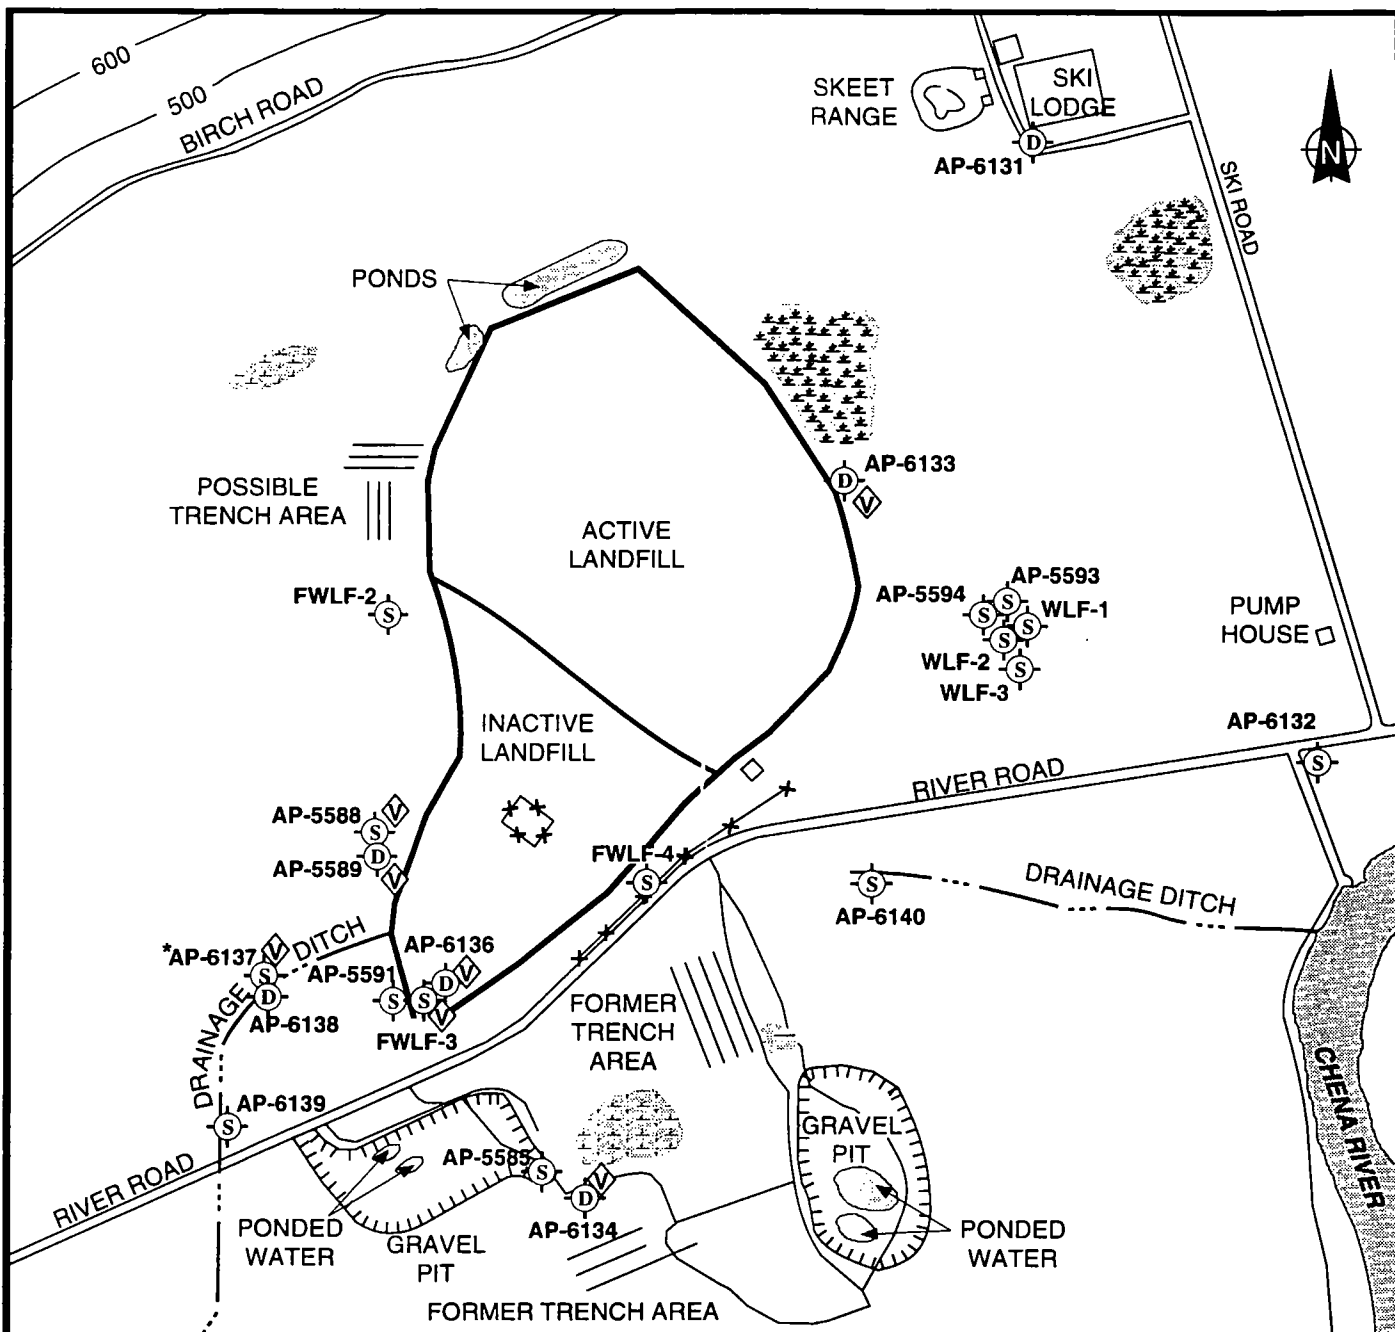 600
500
BIRCH ROAD
SKEET
RANGE
SKI
LODGE
D
AP-6131
N
SKI ROAD
PONDS
POSSIBLE
TRENCH AREA
AP-6133
D
V
ACTIVE
LANDFILL
FWLF-2
S
AP-5593
AP-5594
S
S
WLF-1
S
S
WLF-2
S
WLF-3
PUMP
HOUSE
AP-6132
S
INACTIVE
LANDFILL
RIVER ROAD
AP-5588
V
S
D
AP-5589
V
FWLF-4
S
S
AP-6140
DRAINAGE DITCH
*AP-6137
V
S
D
AP-6138
DRAINAGE DITCH
AP-6136
D
V
AP-5591
S
S
V
FWLF-3
FORMER
TRENCH
AREA
CHENA RIVER
AP-6139
S
RIVER ROAD
GRAVEL
PIT
AP-5585
S
V
D
AP-6134
PONDED
WATER
GRAVEL
PIT
PONDED
WATER
FORMER TRENCH AREA